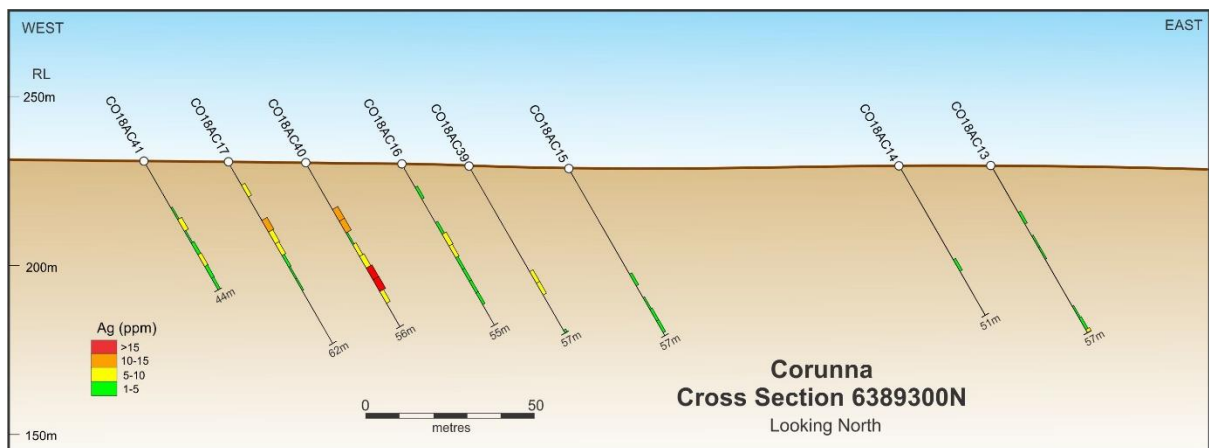 WEST
EAST
RL
250m
CO18AC41
CO18AC17
CO18AC40
CO18AC16
CO18AC39
CO18AC15
CO18AC14
CO18AC13
200m
44m
62m
56m
55m
57m
57m
51m
57m
Ag (ppm)
>15
10-15
5-10
1-5
0 50
metres
Corunna
Cross Section 6389300N
Looking North
150m